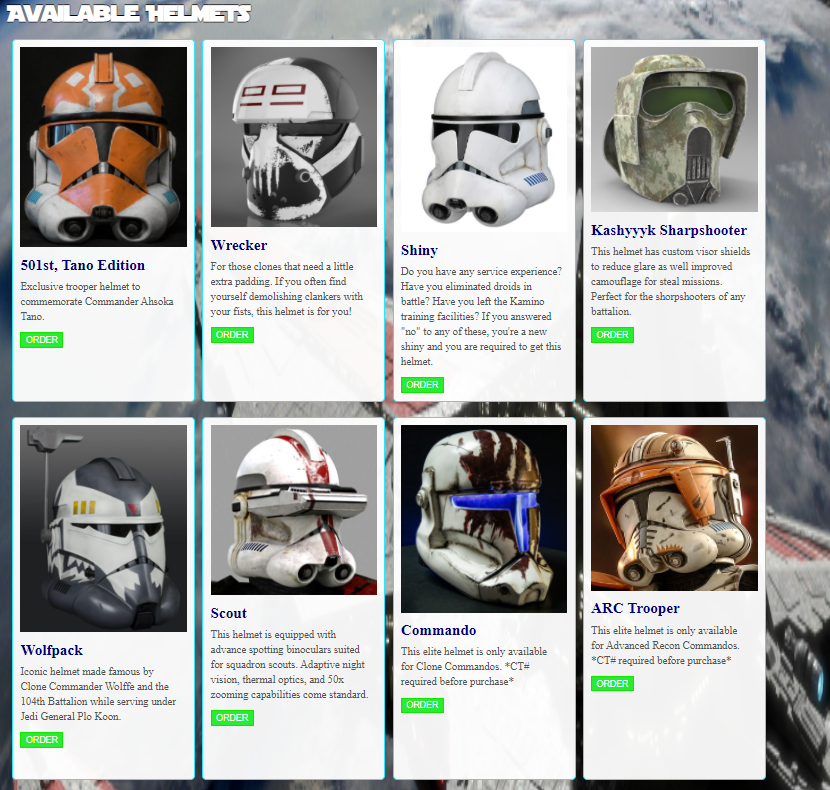 Available Helmets
501st, Tano Edition
Exclusive trooper helmet to
commemorate Commander Ahsoka
Tano.
ORDER
Wrecker
For those clones that need a little
extra padding. If you often find
yourself demolishing clankers with
your fists, this helmet is for you!
ORDER
Shiny
Do you have any service experience?
Have you eliminated droids in
battle? Have you left the Kamino
training facilities? If you answered
"no" to any of these, you're a new
shiny and you are required to get this
helmet.
ORDER
Kashyyyk Sharpshooter
This helmet has custom visor shields
to reduce glare as well improved
camouflage for steal missions.
Perfect for the shorpshooters of any
battalion.
ORDER
Wolfpack
Iconic helmet made famous by
Clone Commander Wolffe and the
104th Battalion while serving under
Jedi General Plo Koon.
ORDER
Scout
This helmet is equipped with
advance spotting binoculars suited
for squadron scouts. Adaptive night
vision, thermal optics, and 50x
zooming capabilities come standard.
ORDER
Commando
This elite helmet is only available
for Clone Commandos. *CT#
required before purchase*
ORDER
ARC Trooper
This elite helmet is only available
for Advanced Recon Commandos.
*CT# required before purchase*
ORDER